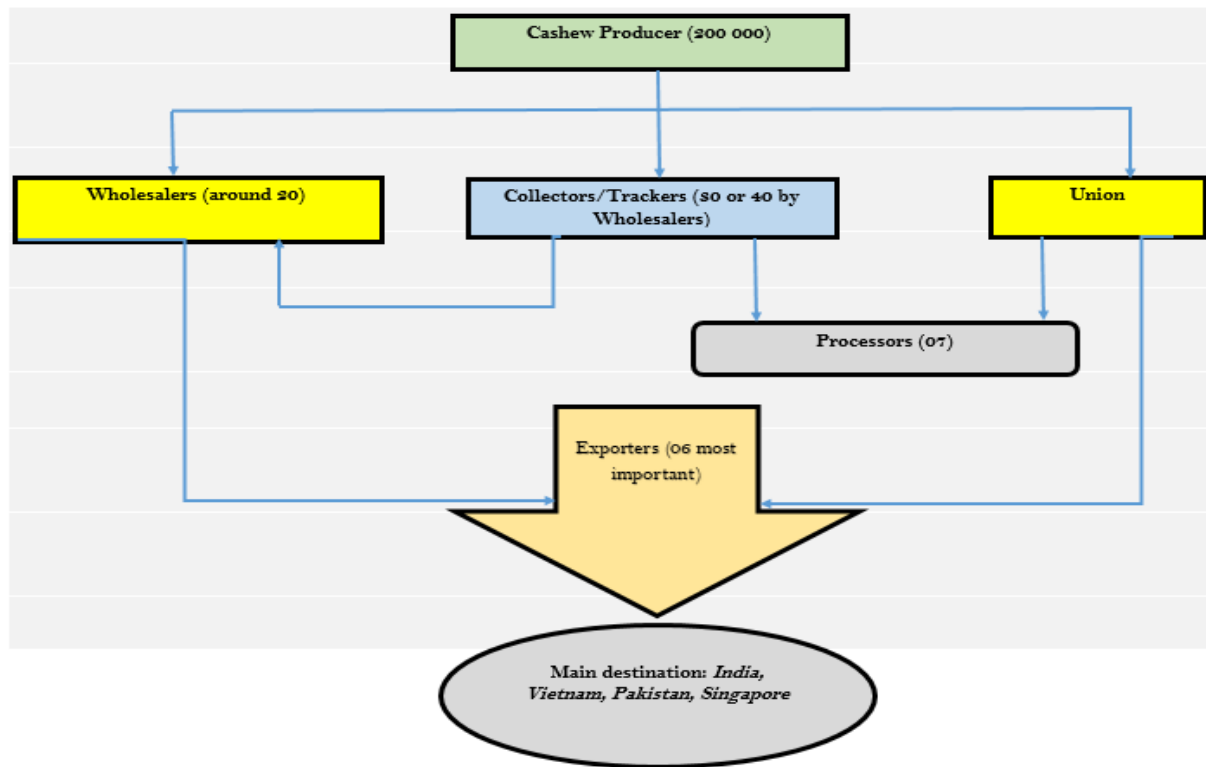 Cashew Producer (200 000)
Wholesalers (around 20)
Collectors/Trackers (80 or 40 by
Wholesalers)
Union
Processors (07)
Exporters (06 most
important)
Main destination: India,
Vietnam, Pakistan, Singapore